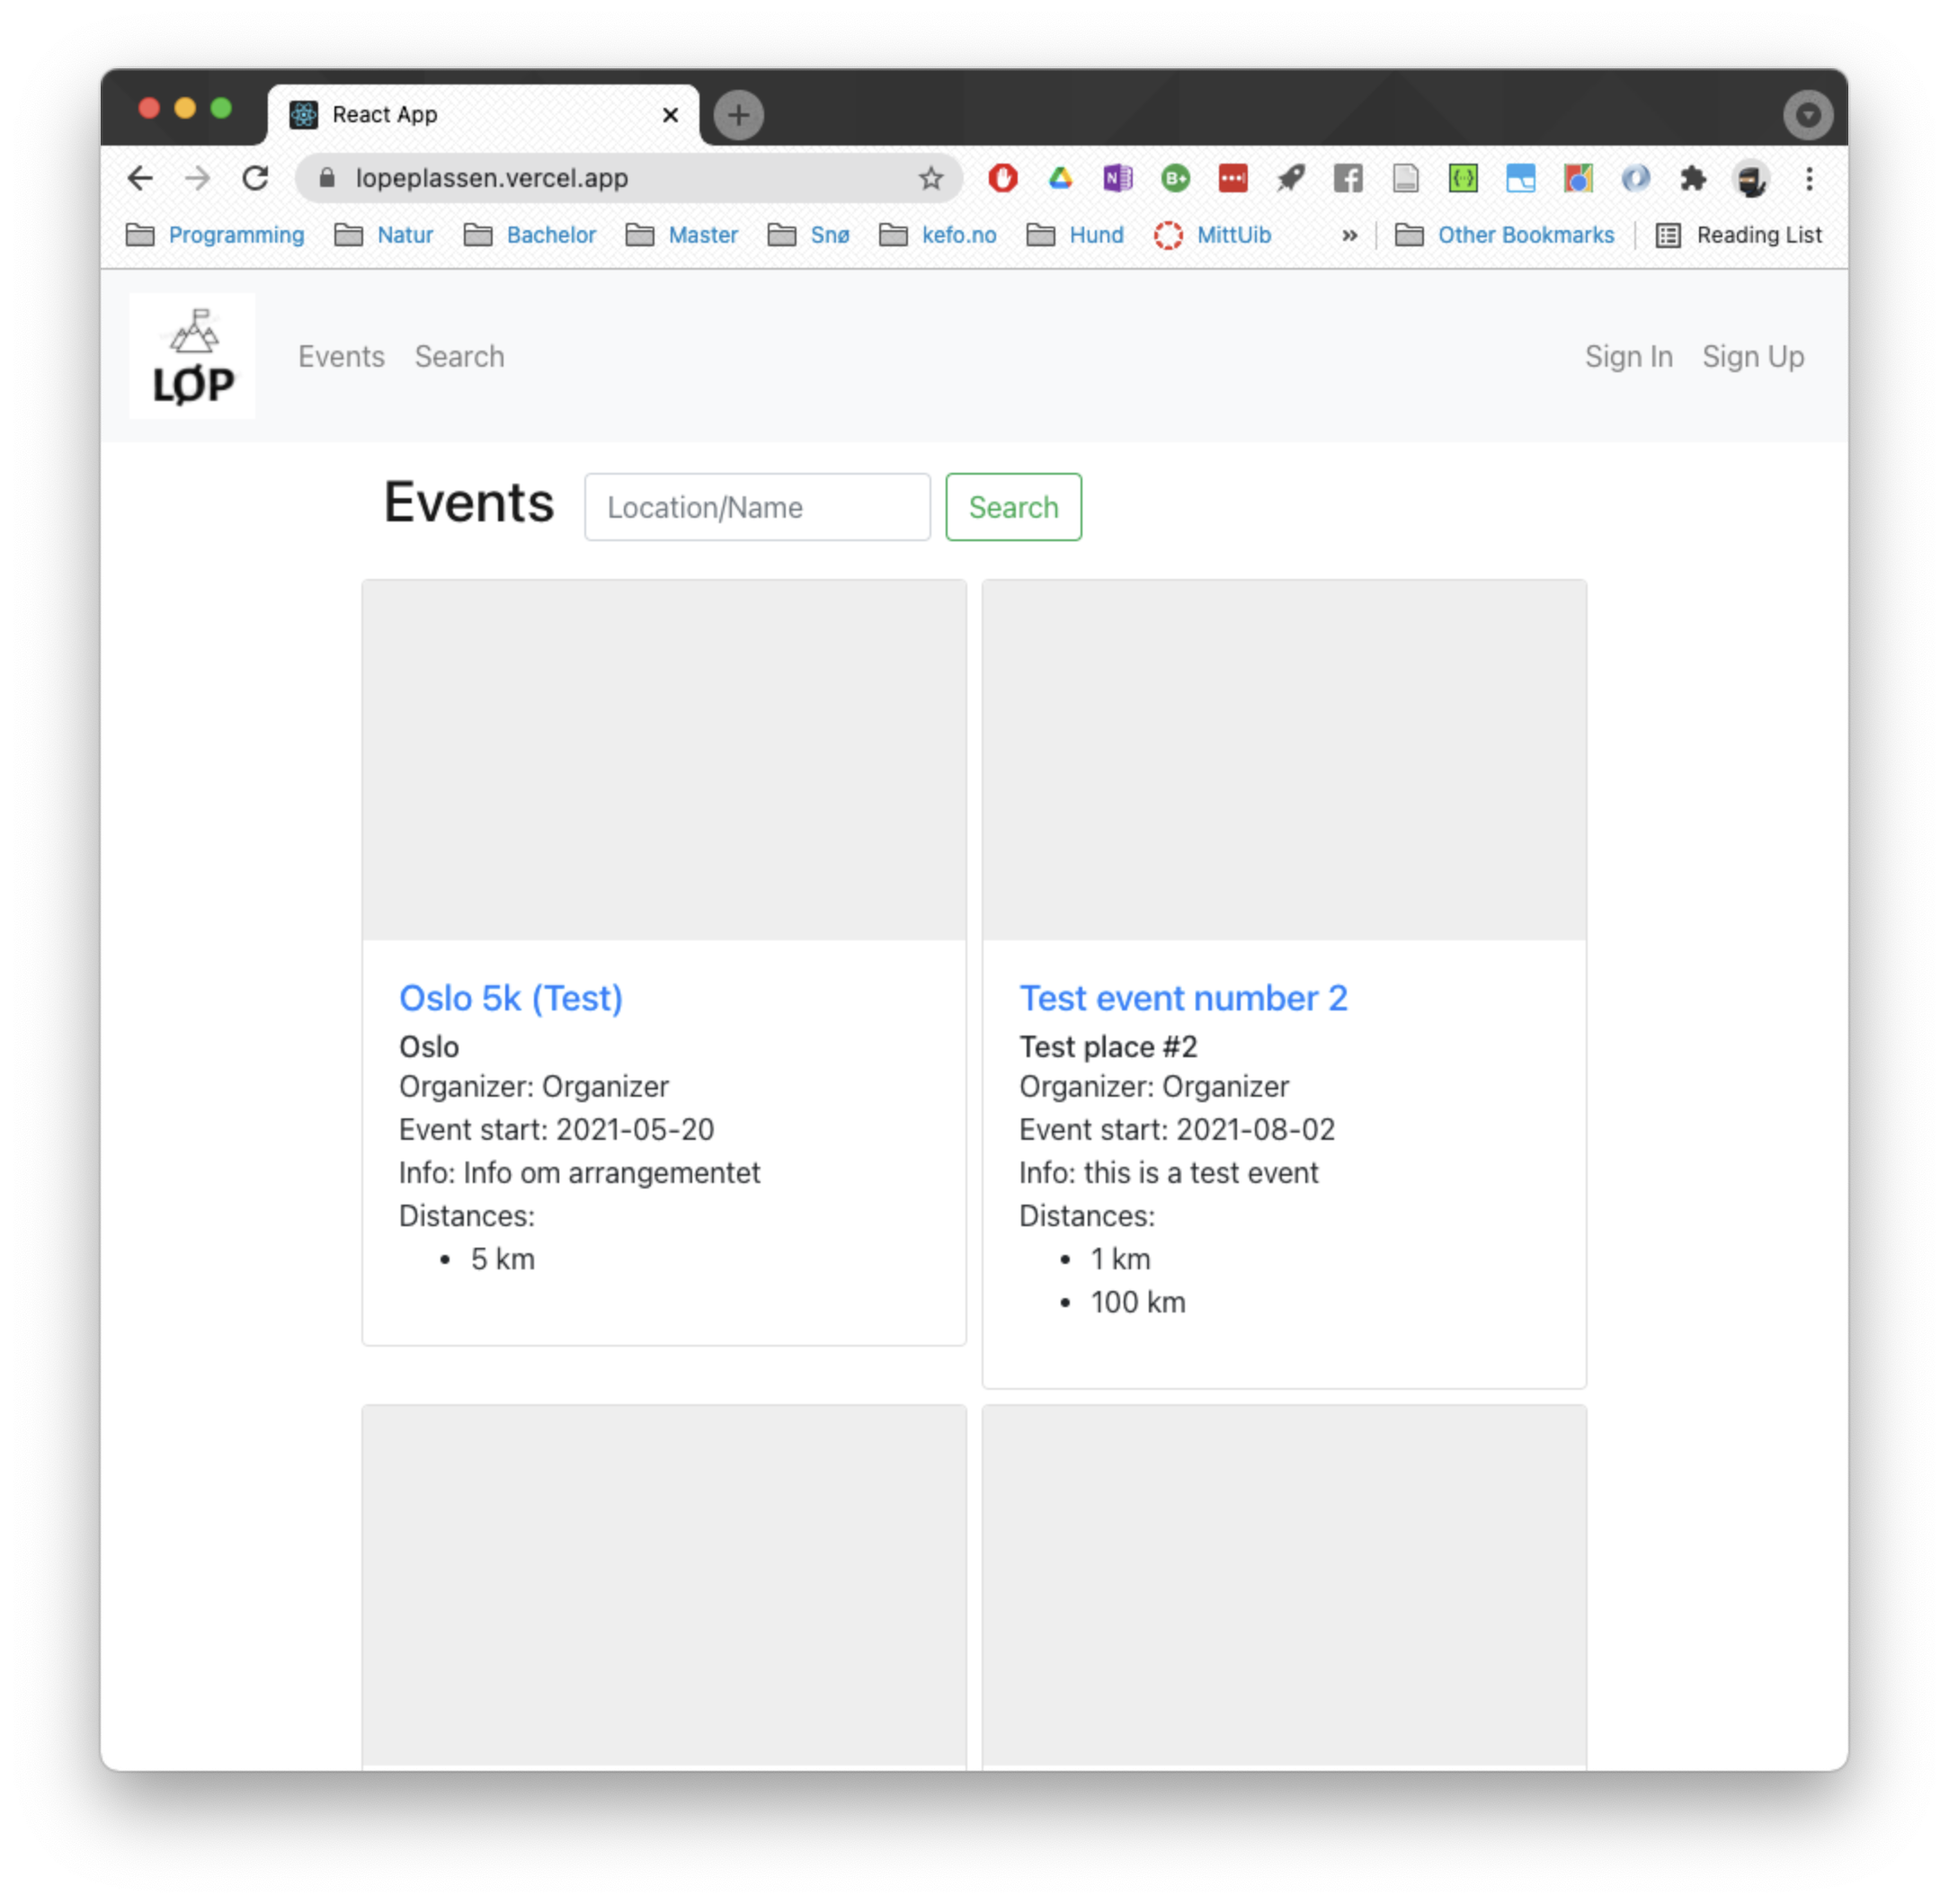 React App
lopeplassen.vercel.app
Programming Natur Bachelor Master Snø kefo.no Hund MittUib » Other Bookmarks Reading List
LØP
Events Search Sign In Sign Up
Events Location/Name Search
Oslo 5k (Test)
Oslo
Organizer: Organizer
Event start: 2021-05-20
Info: Info om arrangementet
Distances:
• 5 km
Test event number 2
Test place #2
Organizer: Organizer
Event start: 2021-08-02
Info: this is a test event
Distances:
• 1 km
• 100 km